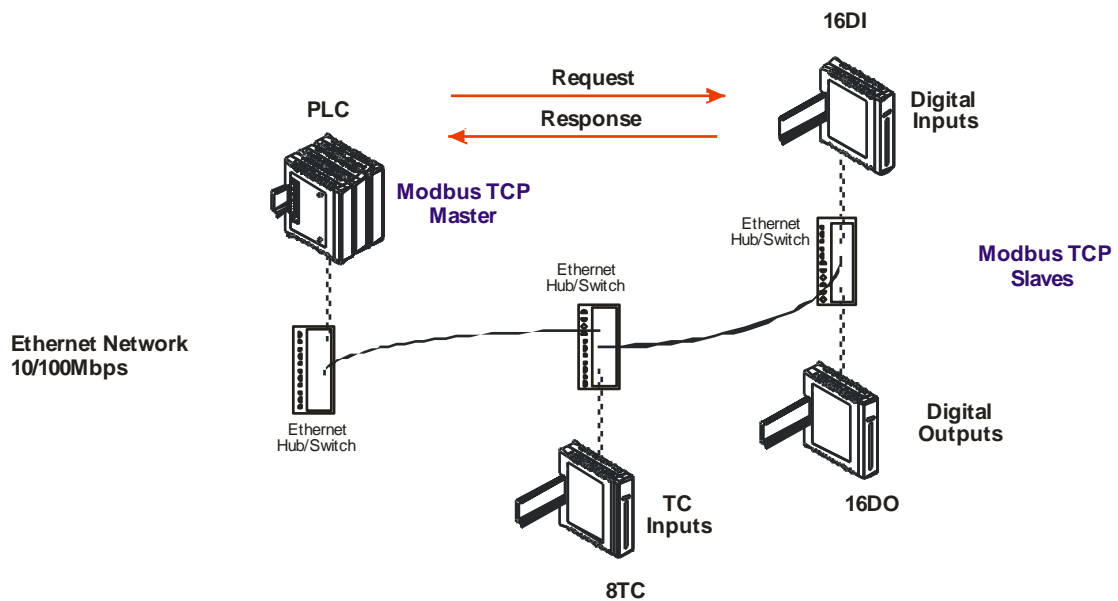 16DI
Request
Digital
Inputs
PLC
Response
Modbus TCP
Master
Ethernet
Hub/Switch
Modbus TCP
Slaves
Ethernet
Hub/Switch
Ethernet Network
10/100Mbps
Ethernet
Hub/Switch
Digital
Outputs
TC
Inputs
16DO
8TC